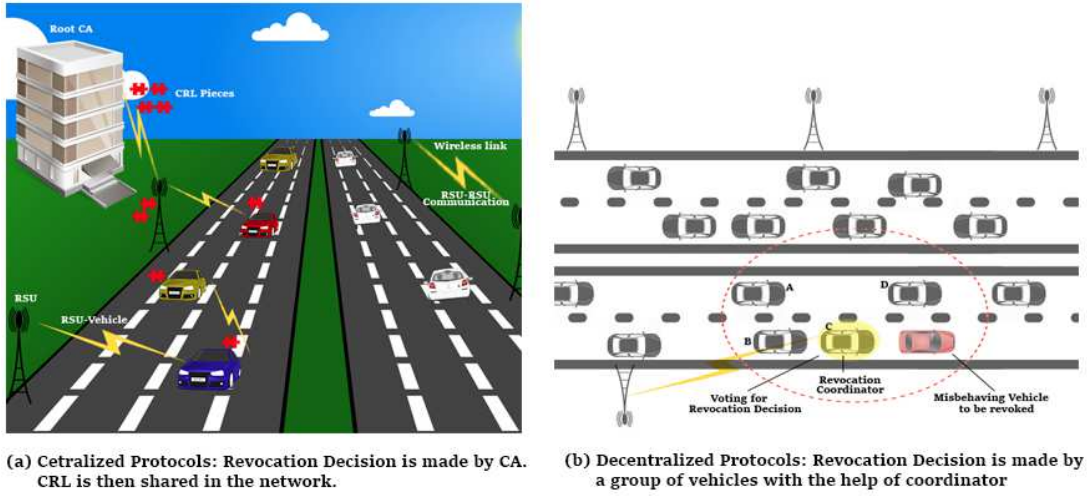 Root CA
CRL Pieces
Wireless link
RSU-RSU
Communication
RSU
RSU-Vehicle
A
D
C
B
Voting for
Revocation Decision
Revocation
Coordinator
Misbehaving Vehicle
to be revoked
(a) Cetralized Protocols: Revocation Decision is made by CA.
CRL is then shared in the network.
(b) Decentralized Protocols: Revocation Decision is made by
a group of vehicles with the help of coordinator